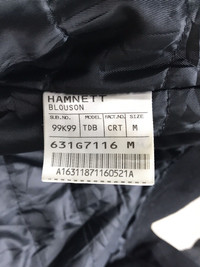 HAMNETT
BLOUSON
SUB.NO. MODEL FACT.NO. SIZE
99K99 TDB CRT M
631G7116 M
A16311871160521A